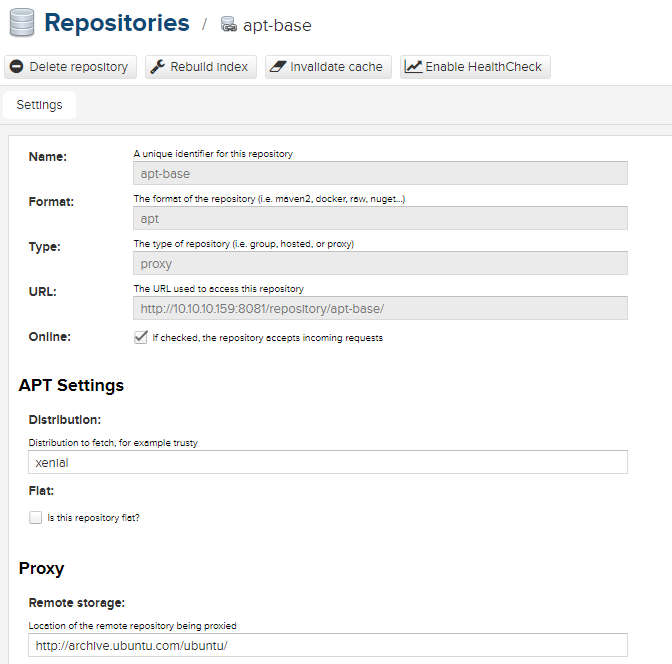 Repositories / apt-base
Delete repository Rebuild Index Invalidate cache Enable HealthCheck
Settings
Name: A unique identifier for this repository
apt-base
Format: The format of the repository (i.e. maven2, docker, raw, nuget...)
apt
Type: The type of repository (i.e. group, hosted, or proxy)
proxy
URL: The URL used to access this repository
http://10.10.10.159:8081/repository/apt-base/
Online: If checked, the repository accepts incoming requests
APT Settings
Distribution:
Distribution to fetch, for example trusty
xenial
Flat:
Is this repository flat?
Proxy
Remote storage:
Location of the remote repository being proxied
http://archive.ubuntu.com/ubuntu/